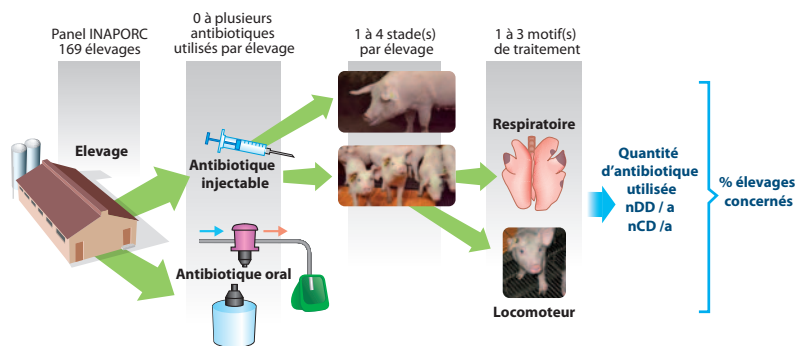 Panel INAPORC
169 élevages
0 à plusieurs
antibiotiques
utilisés par élevage
1 à 4 stade(s)
par élevage
1 à 3 motif(s)
de traitement
Elevage
Antibiotique
injectable
Antibiotique oral
Respiratoire
Locomoteur
Quantité
d'antibiotique
utilisée
nDD / a
nCD /a
% élevages
concernés